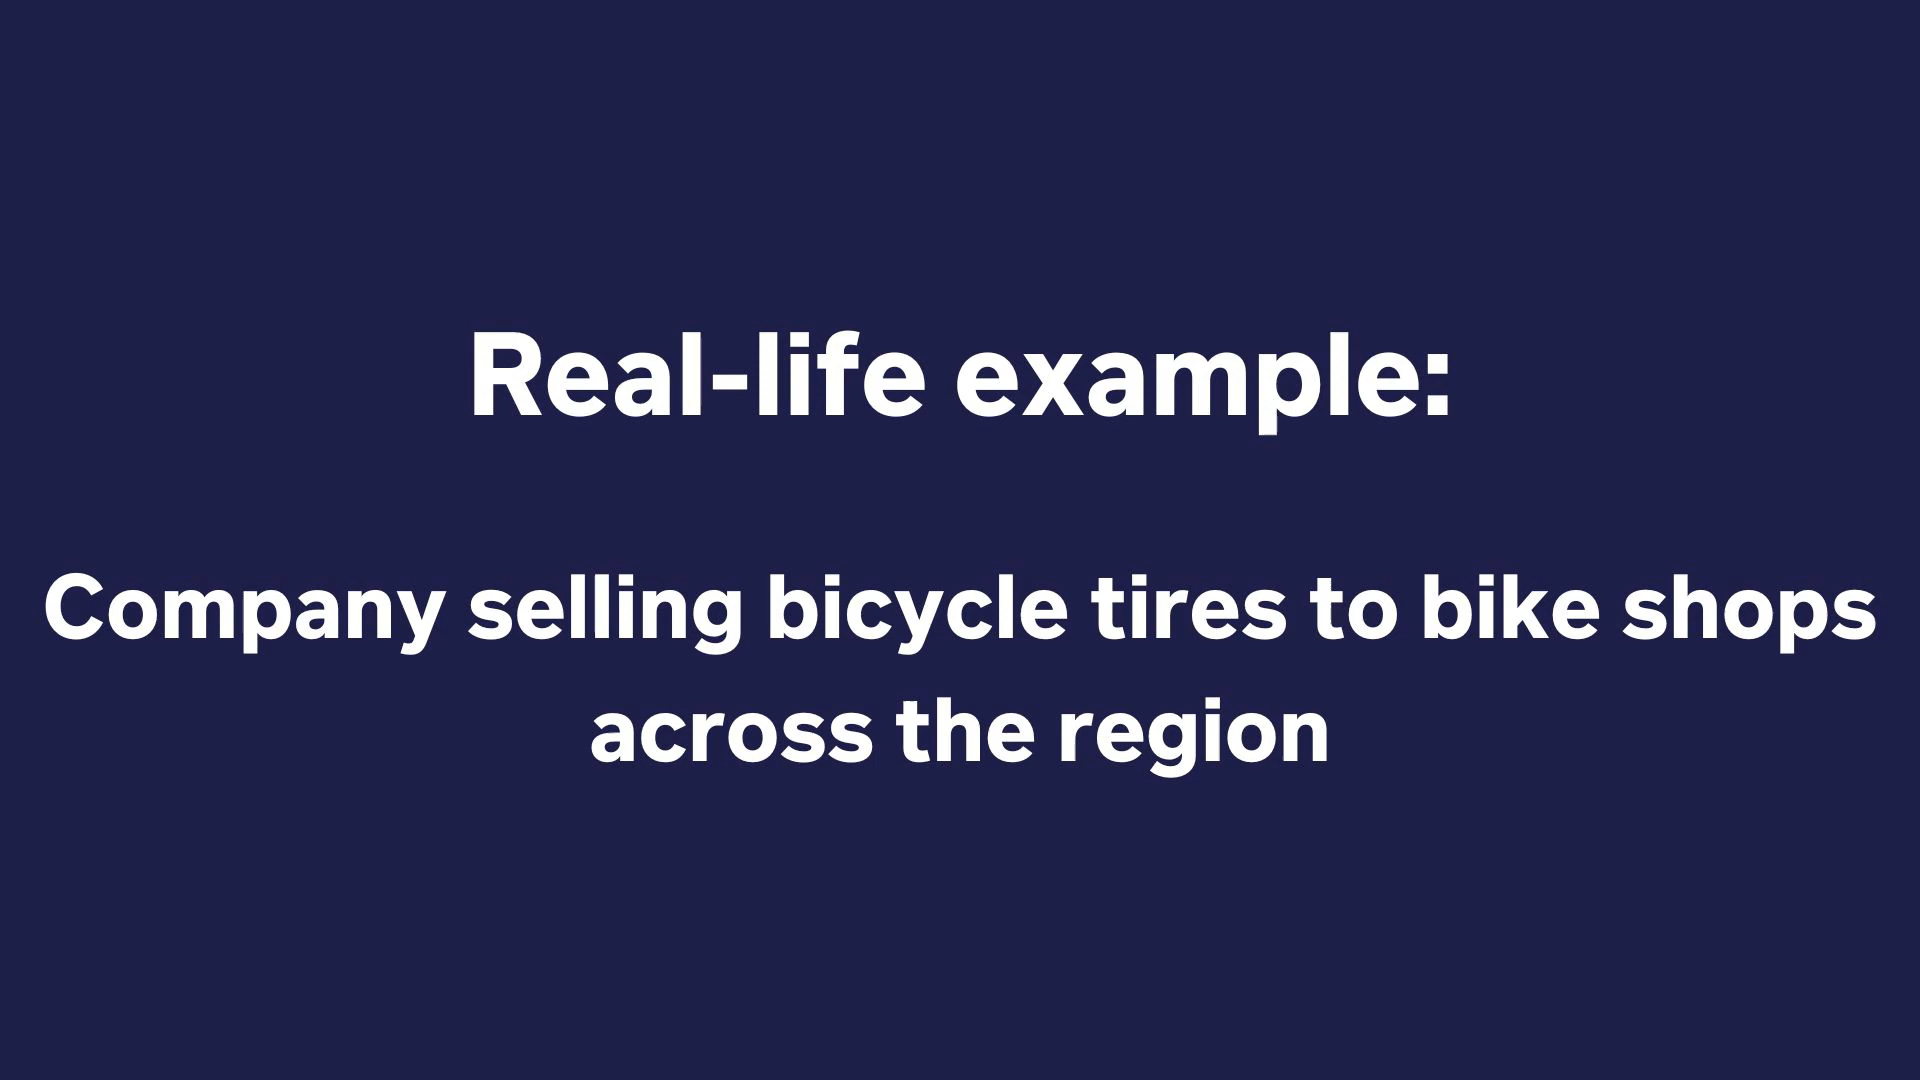 Real-life example:
Company selling bicycle tires to bike shops
across the region